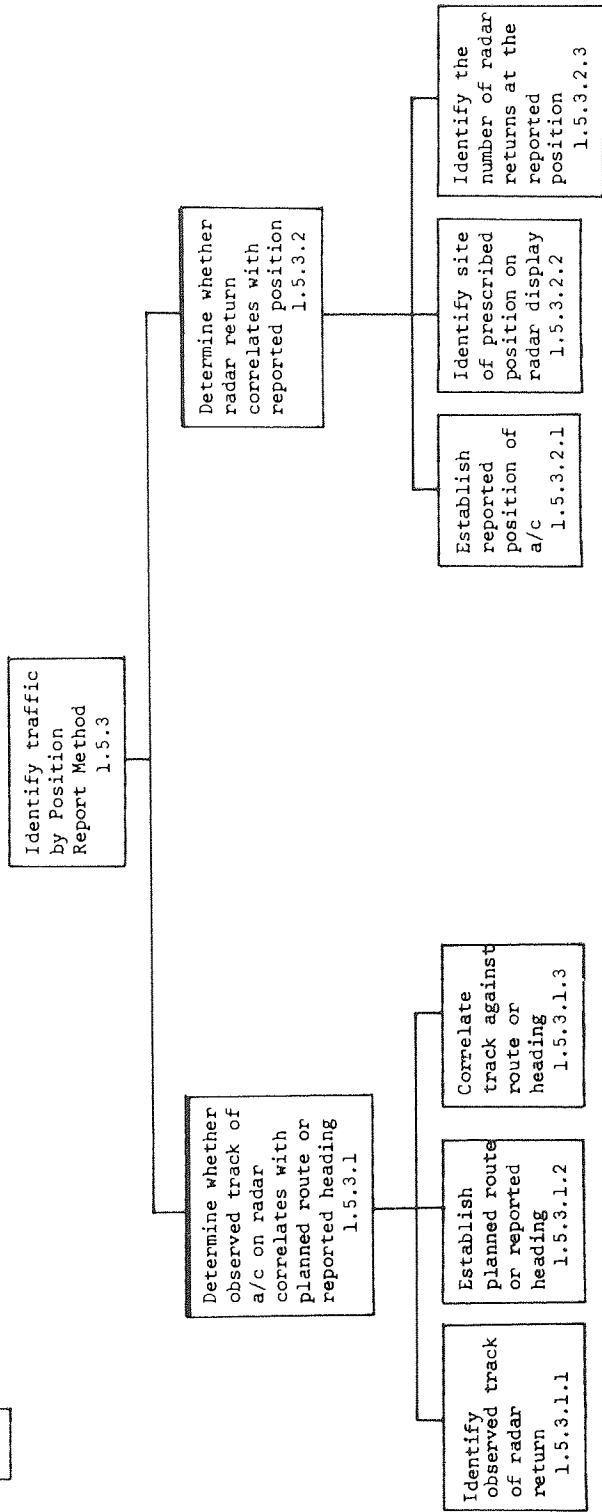 Identify traffic
by Position
Report Method
1.5.3
Determine whether
observed track of
a/c on radar
correlates with
planned route or
reported heading
1.5.3.1
Determine whether
radar return
correlates with
reported position
1.5.3.2
Identify
observed track
of radar
return
1.5.3.1.1
Establish
planned route
or reported
heading
1.5.3.1.2
Correlate
track against
route or
heading
1.5.3.1.3
Establish
reported
position of
a/c
1.5.3.2.1
Identify site
of prescribed
position on
radar display
1.5.3.2.2
Identify the
number of radar
returns at the
reported
position
1.5.3.2.3